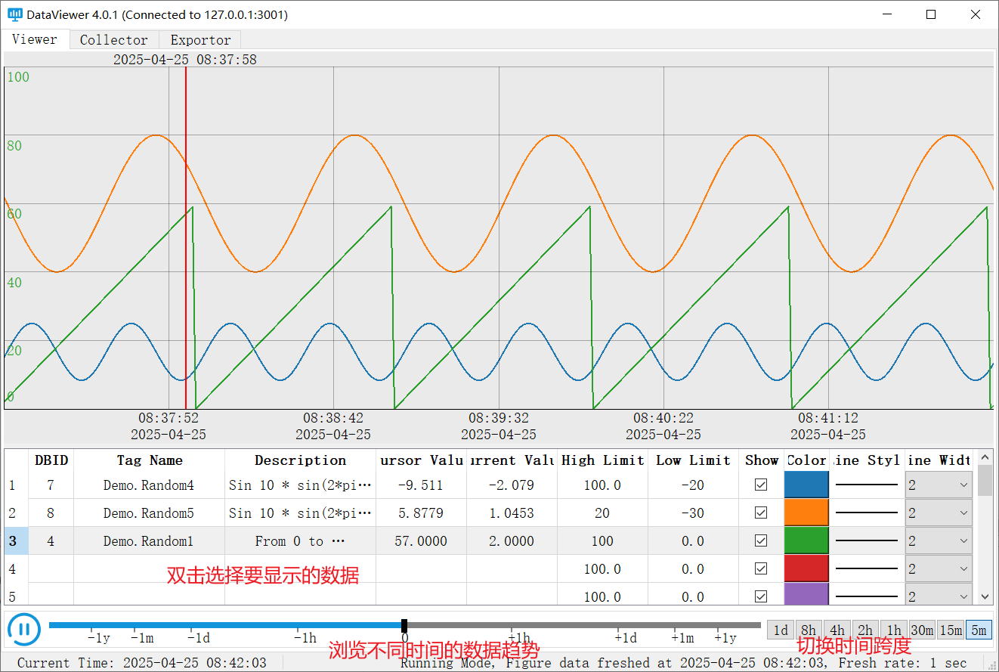 DataViewer 4.0.1 (Connected to 127.0.0.1:3001)
Viewer Collector Exportor
2025-04-25 08:37:58
100
80
60
40
20
0
08:37:52 08:38:42 08:39:32 08:40:22 08:41:12
2025-04-25 2025-04-25 2025-04-25 2025-04-25 2025-04-25
DBID Tag Name Description ursor Valu urrent Valu High Limit Low Limit Show Color ine Styl ine Widt
1 7 Demo.Random4 Sin 10 * sin(2*pi⋯ -9.511 -2.079 100.0 -20 2
2 8 Demo.Random5 Sin 10 * sin(2*pi⋯ 5.8779 1.0453 20 -30 2
3 4 Demo.Random1 From 0 to ⋯ 57.0000 2.0000 100 0.0 2
4 100.0 0.0 2
双击选择要显示的数据
5 100.0 0.0 2
-1y -1m -1d -1h 0 +1h +1d +1m +1y
1d 8h 4h 2h 1h 30m 15m 5m
浏览不同时间的数据趋势
切换时间跨度
Current Time: 2025-04-25 08:42:03 Running Mode, Figure data freshed at 2025-04-25 08:42:03, Fresh rate: 1 sec